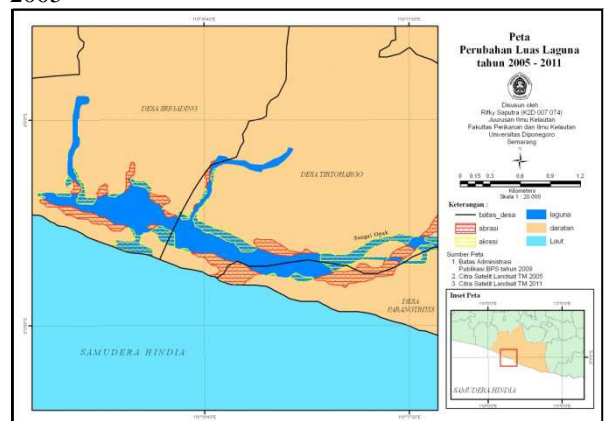 2005
Peta
Perubahan Luas Laguna
tahun 2005 - 2011
Disusun oleh :
Rifky Saputra (K2D 007 074)
Juurusan Ilmu Kelautan
Fakultas Perikanan dan Ilmu Kelautan
Universitas Diponegoro
Semarang
0 0.15 0.3 0.6 0.9 1.2
Kilometers
Skala 1 : 20.000
Keterangan :
batas_desa
abrasi
akresi
laguna
daratan
Laut
Sumber Peta :
1. Batas Administrasi
Publikasi BPS tahun 2009
2. Citra Satelit Landsat TM 2005
3. Citra Satelit Landsat TM 2011
Inset Peta
SAMUDERA HINDIA
DESA SRIGADING
DESA TIRTOHARGO
Sungai Opak
DESA
PARANGTRITIS
SAMUDERA HINDIA